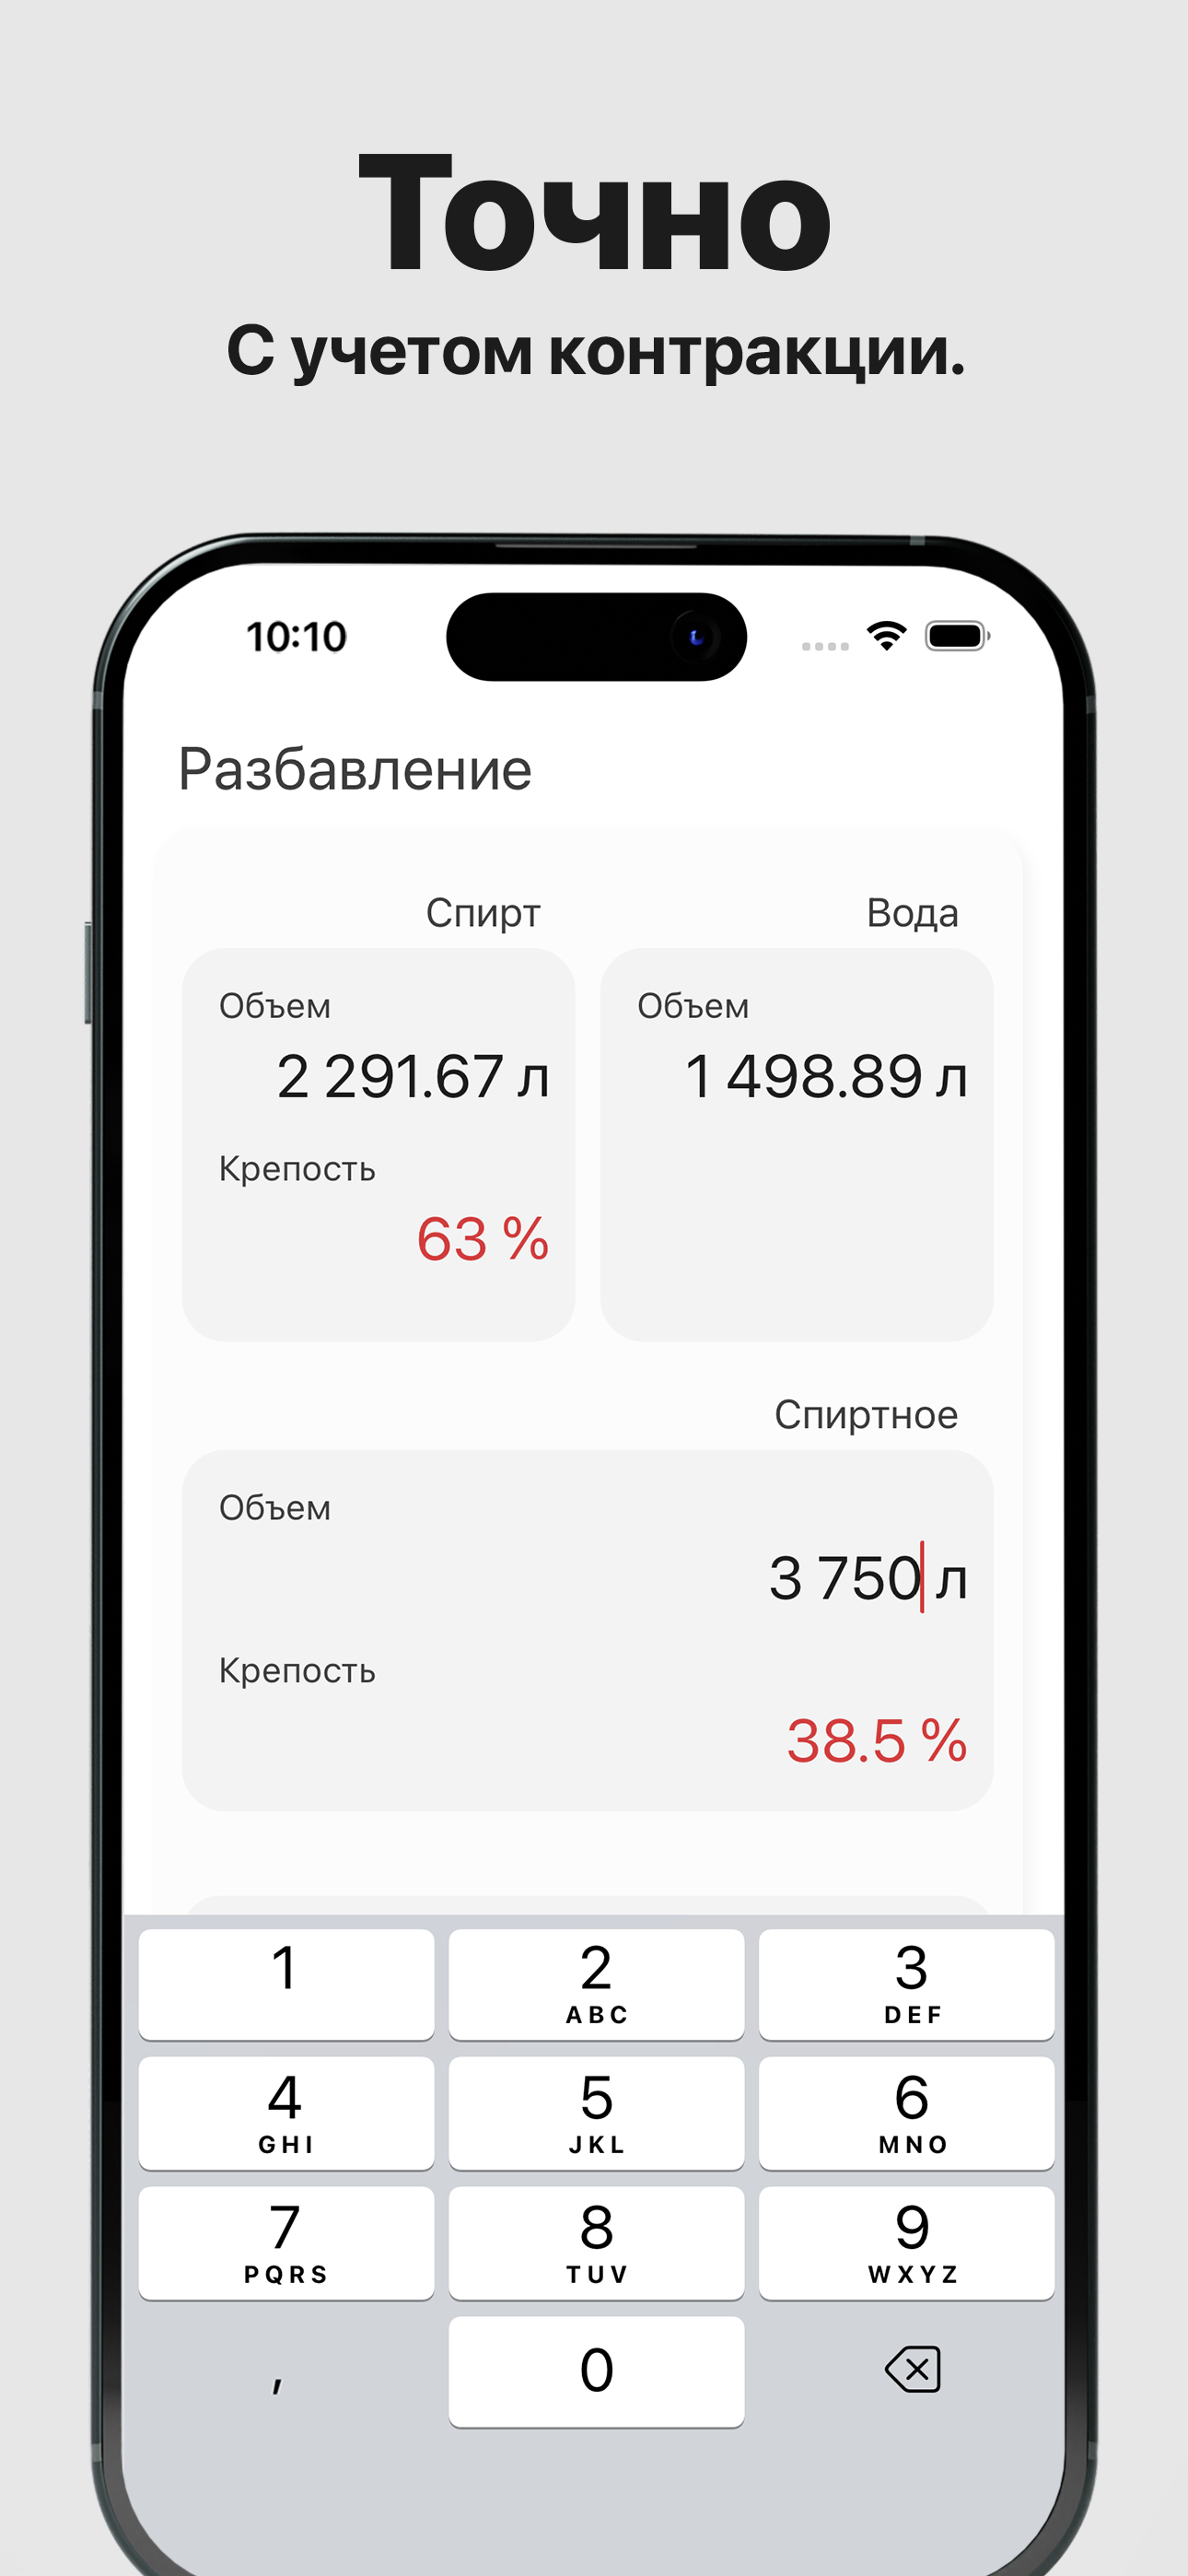 Точно
С учетом контракции.
10:10
Разбавление
Спирт Вода
Объем Объем
2 291.67 л 1 498.89 л
Крепость
63 %
Спиртное
Объем
3 750 л
Крепость
38.5 %
1 2 3
ABC DEF
4 5 6
GHI JKL MNO
7 8 9
PQRS TUV WXYZ
, 0